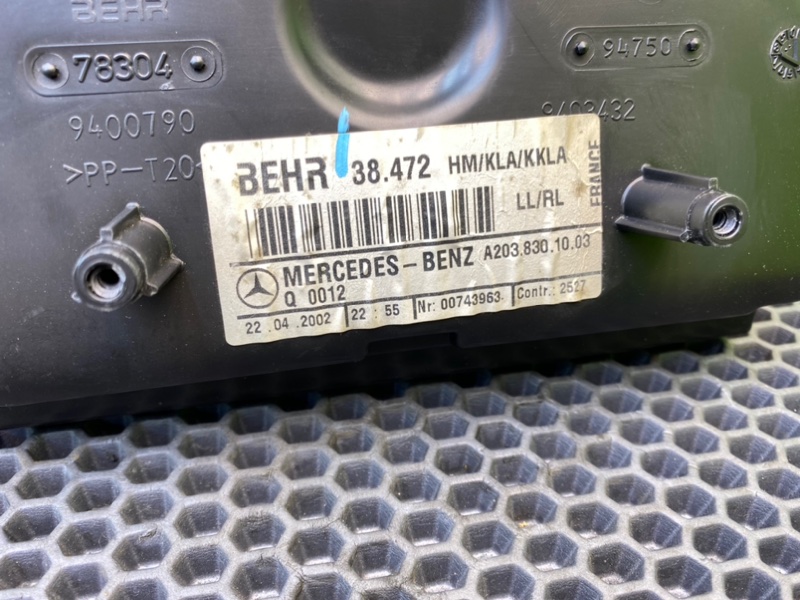 BEHR
78304
94750
9400790
9403432
>PP-T20
BEHR 38.472 HM/KLA/KKLA
LL/RL
FRANCE
MERCEDES-BENZ A203.830.10.03
Q 0012
22.04.2002 22:55 Nr: 00743963. Contr.: 2527